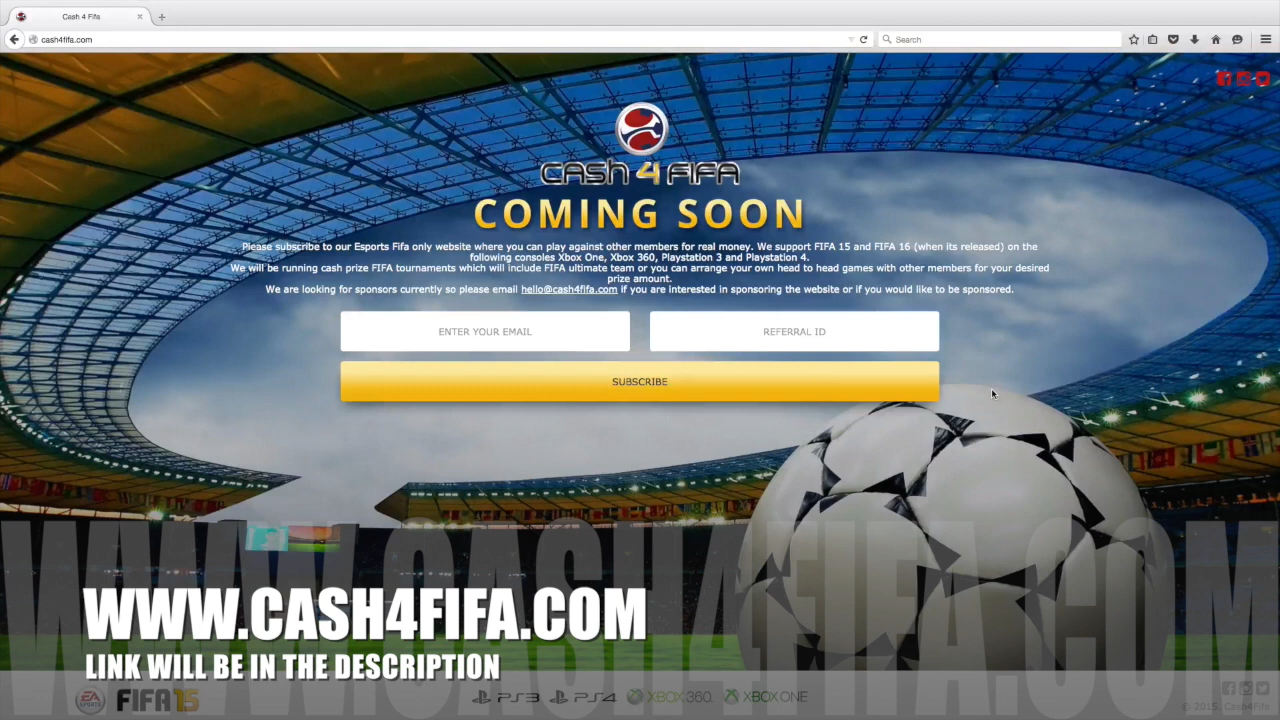 Cash 4 Fifa
cash4fifa.com
Search
CASH 4 FIFA
COMING SOON
Please subscribe to our Esports Fifa only website where you can play against other members for real money. We support FIFA 15 and FIFA 16 (when its released) on the
following consoles Xbox One, Xbox 360, Playstation 3 and Playstation 4.
We will be running cash prize FIFA tournaments which will include FIFA ultimate team or you can arrange your own head to head games with other members for your desired
prize amount.
We are looking for sponsors currently so please email hello@cash4fifa.com if you are interested in sponsoring the website or if you would like to be sponsored.
ENTER YOUR EMAIL
REFERRAL ID
SUBSCRIBE
WWW.CASH4FIFA.COM
WWW.CASH4FIFA.COM
LINK WILL BE IN THE DESCRIPTION
EA SPORTS FIFA 15 PS3 PS4 XBOX 360. XBOX ONE
© 2015. Cash4Fifa